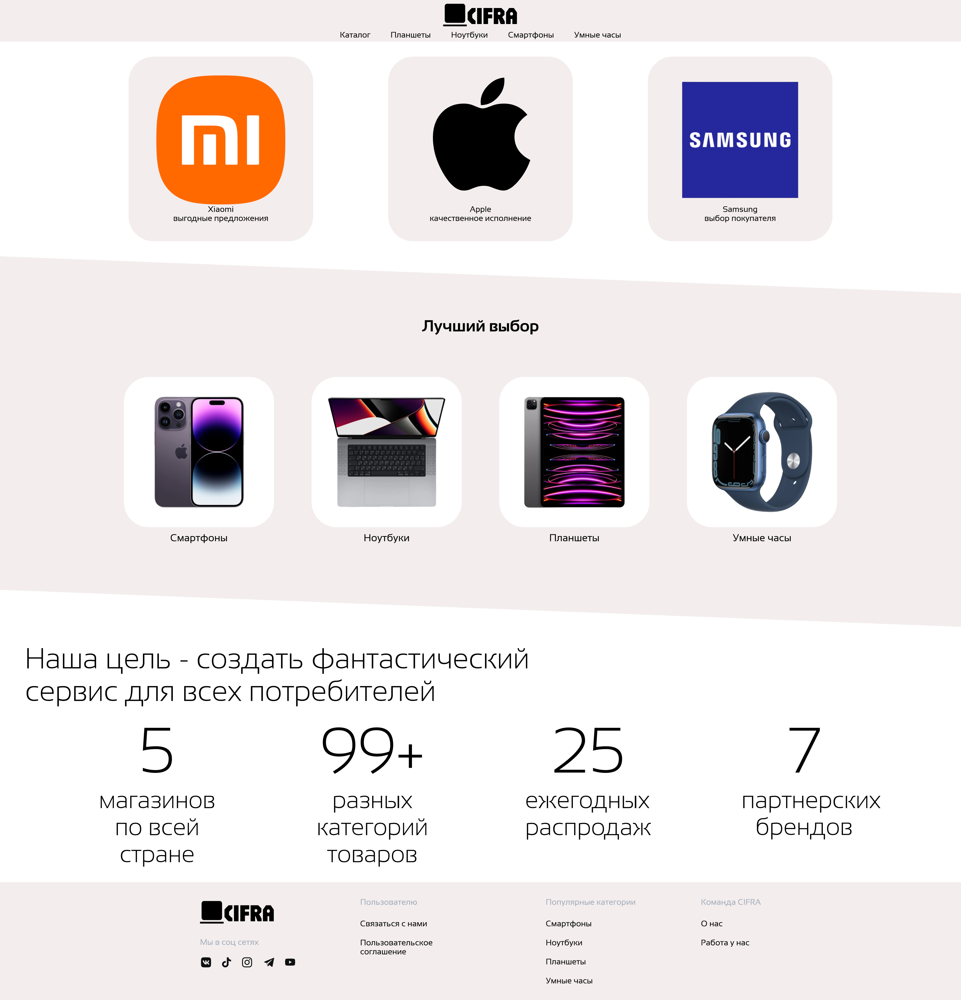 CIFRA
Каталог Планшеты Ноутбуки Смартфоны Умные часы
mi
SAMSUNG
Xiaomi
выгодные предложения
Apple
качественное исполнение
Samsung
выбор покупателя
Лучший выбор
Смартфоны
Ноутбуки
Планшеты
Умные часы
Наша цель - создать фантастический
сервис для всех потребителей
5
магазинов
по всей
стране
99+
разных
категорий
товаров
25
ежегодных
распродаж
7
партнерских
брендов
CIFRA
Мы в соц сетях
Пользователю
Связаться с нами
Пользовательское
соглашение
Популярные категории
Смартфоны
Ноутбуки
Планшеты
Умные часы
Команда CIFRA
О нас
Работа у нас